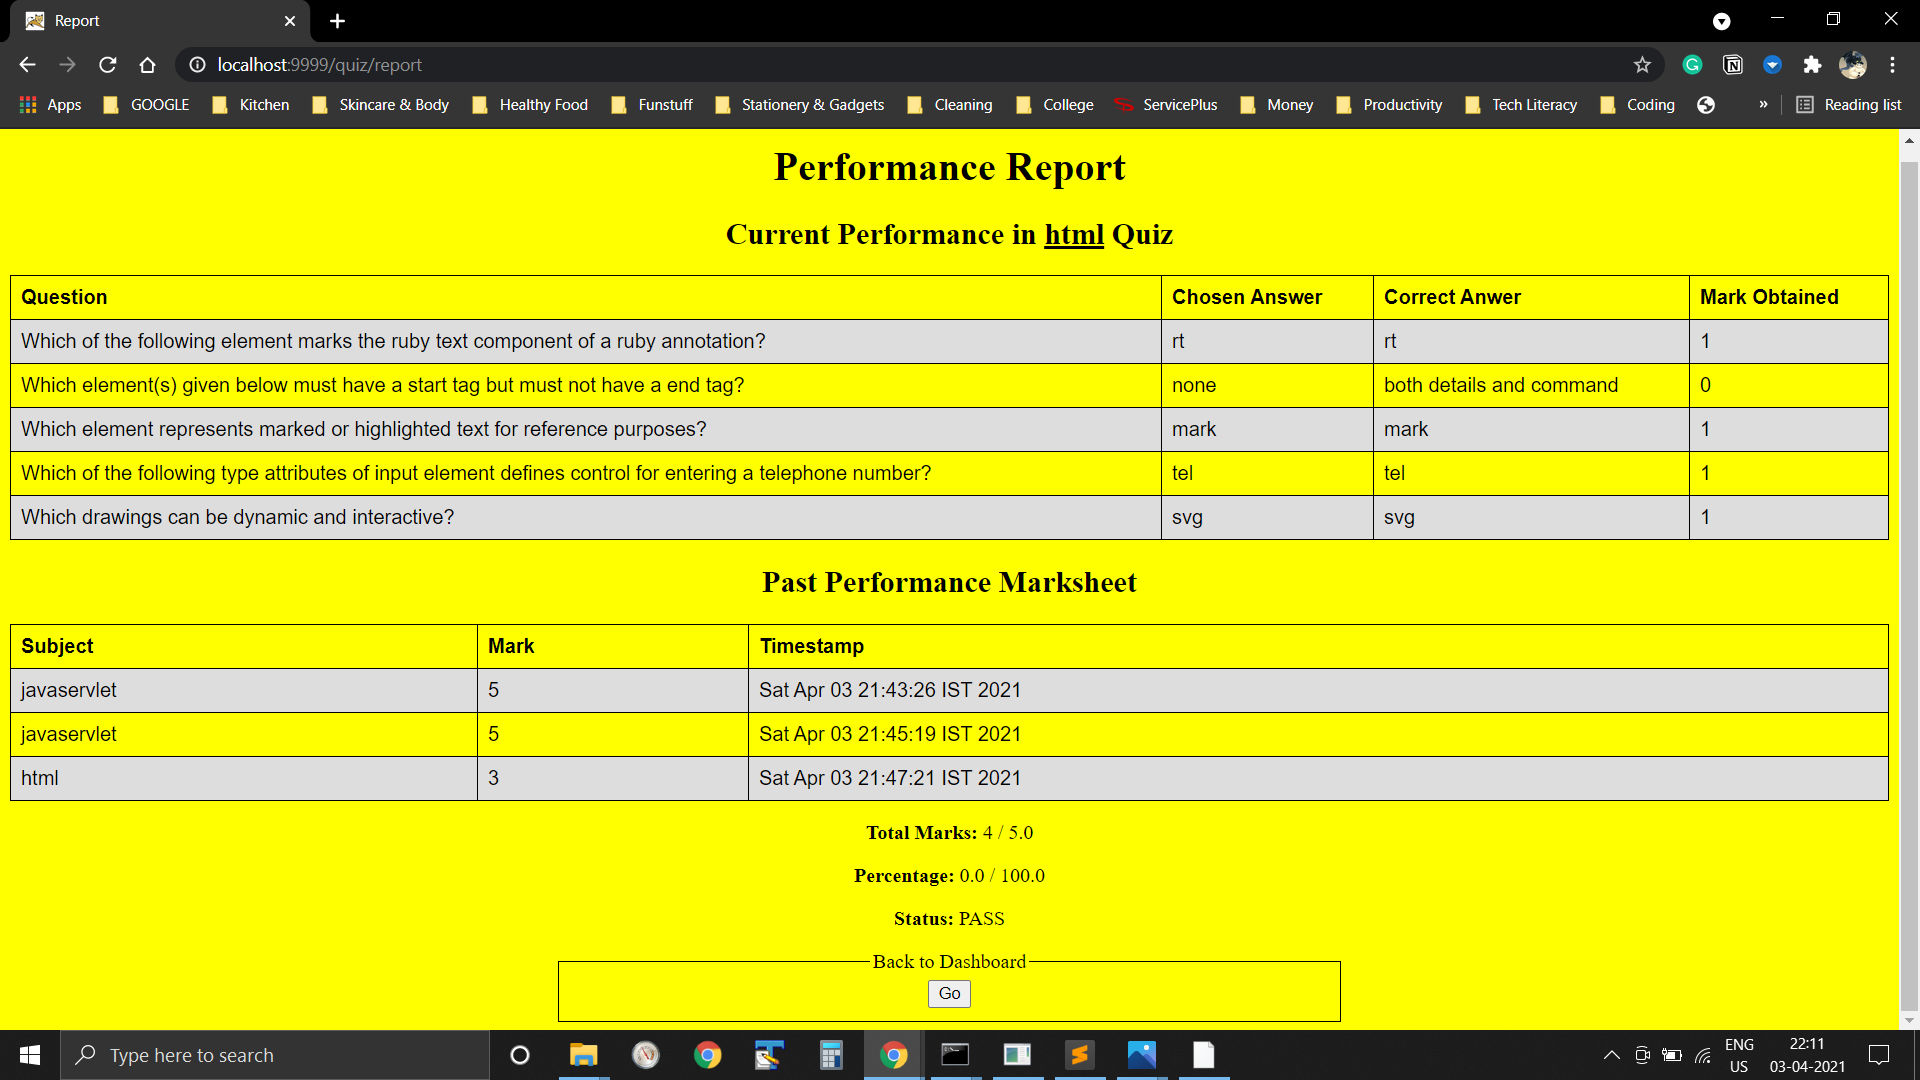 Report
localhost:9999/quiz/report
Apps GOOGLE Kitchen Skincare & Body Healthy Food Funstuff Stationery & Gadgets Cleaning College ServicePlus Money Productivity Tech Literacy Coding » Reading list
Performance Report
Current Performance in html Quiz
Question Chosen Answer Correct Anwer Mark Obtained
Which of the following element marks the ruby text component of a ruby annotation? rt rt 1
Which element(s) given below must have a start tag but must not have a end tag? none both details and command 0
Which element represents marked or highlighted text for reference purposes? mark mark 1
Which of the following type attributes of input element defines control for entering a telephone number? tel tel 1
Which drawings can be dynamic and interactive? svg svg 1
Past Performance Marksheet
Subject Mark Timestamp
javaservlet 5 Sat Apr 03 21:43:26 IST 2021
javaservlet 5 Sat Apr 03 21:45:19 IST 2021
html 3 Sat Apr 03 21:47:21 IST 2021
Total Marks: 4 / 5.0
Percentage: 0.0 / 100.0
Status: PASS
Back to Dashboard
Go
Type here to search
ENG
US
22:11
03-04-2021